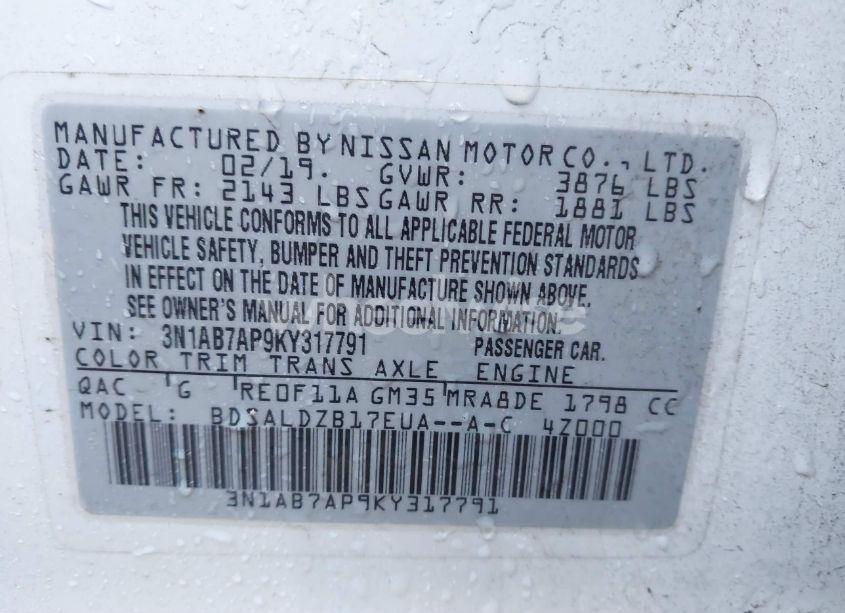 MANUFACTURED BY NISSAN MOTOR CO., LTD.
DATE: 02/19. GVWR: 3876 LBS
GAWR FR: 2143 LBS GAWR RR: 1881 LBS
THIS VEHICLE CONFORMS TO ALL APPLICABLE FEDERAL MOTOR
VEHICLE SAFETY, BUMPER AND THEFT PREVENTION STANDARDS
IN EFFECT ON THE DATE OF MANUFACTURE SHOWN ABOVE.
SEE OWNER'S MANUAL FOR ADDITIONAL INFORMATION.
VIN: 3N1AB7AP9KY317791 PASSENGER CAR.
COLOR TRIM TRANS AXLE ENGINE
QAC G RE0F11A GM35 MRA8DE 1798 CC
MODEL: BDSALDZB17EUA--A-C 4Z000
3N1AB7AP9KY317791